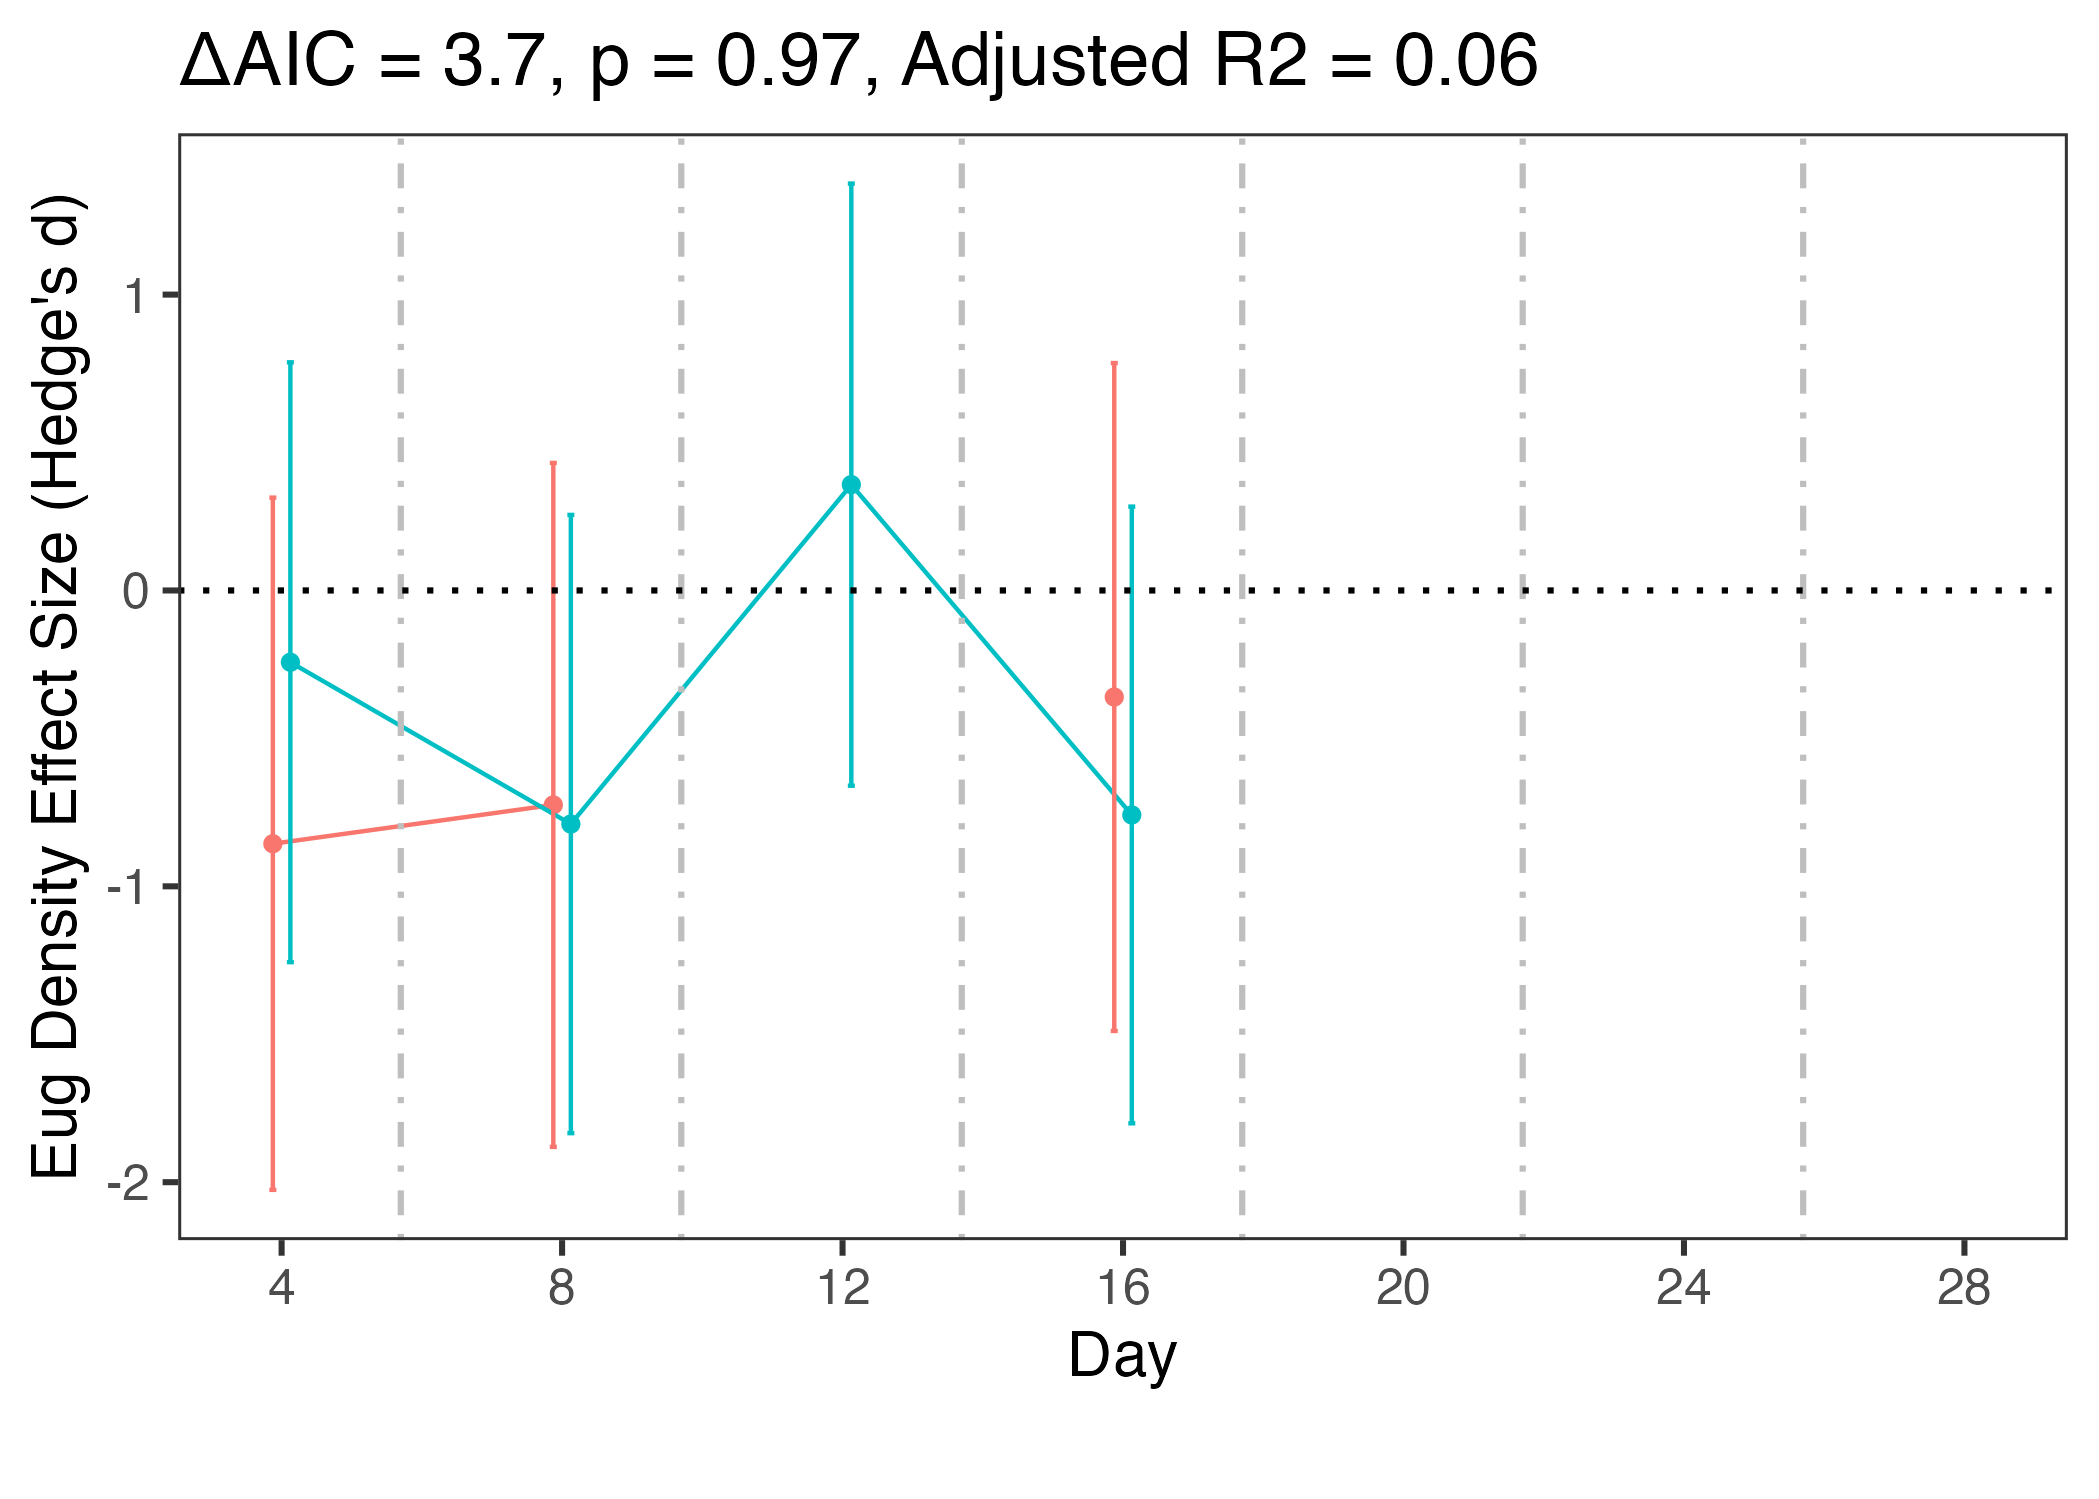 ΔAIC = 3.7, p = 0.97, Adjusted R2 = 0.06
Eug Density Effect Size (Hedge's d)
1
0
-1
-2
4 8 12 16 20 24 28
Day